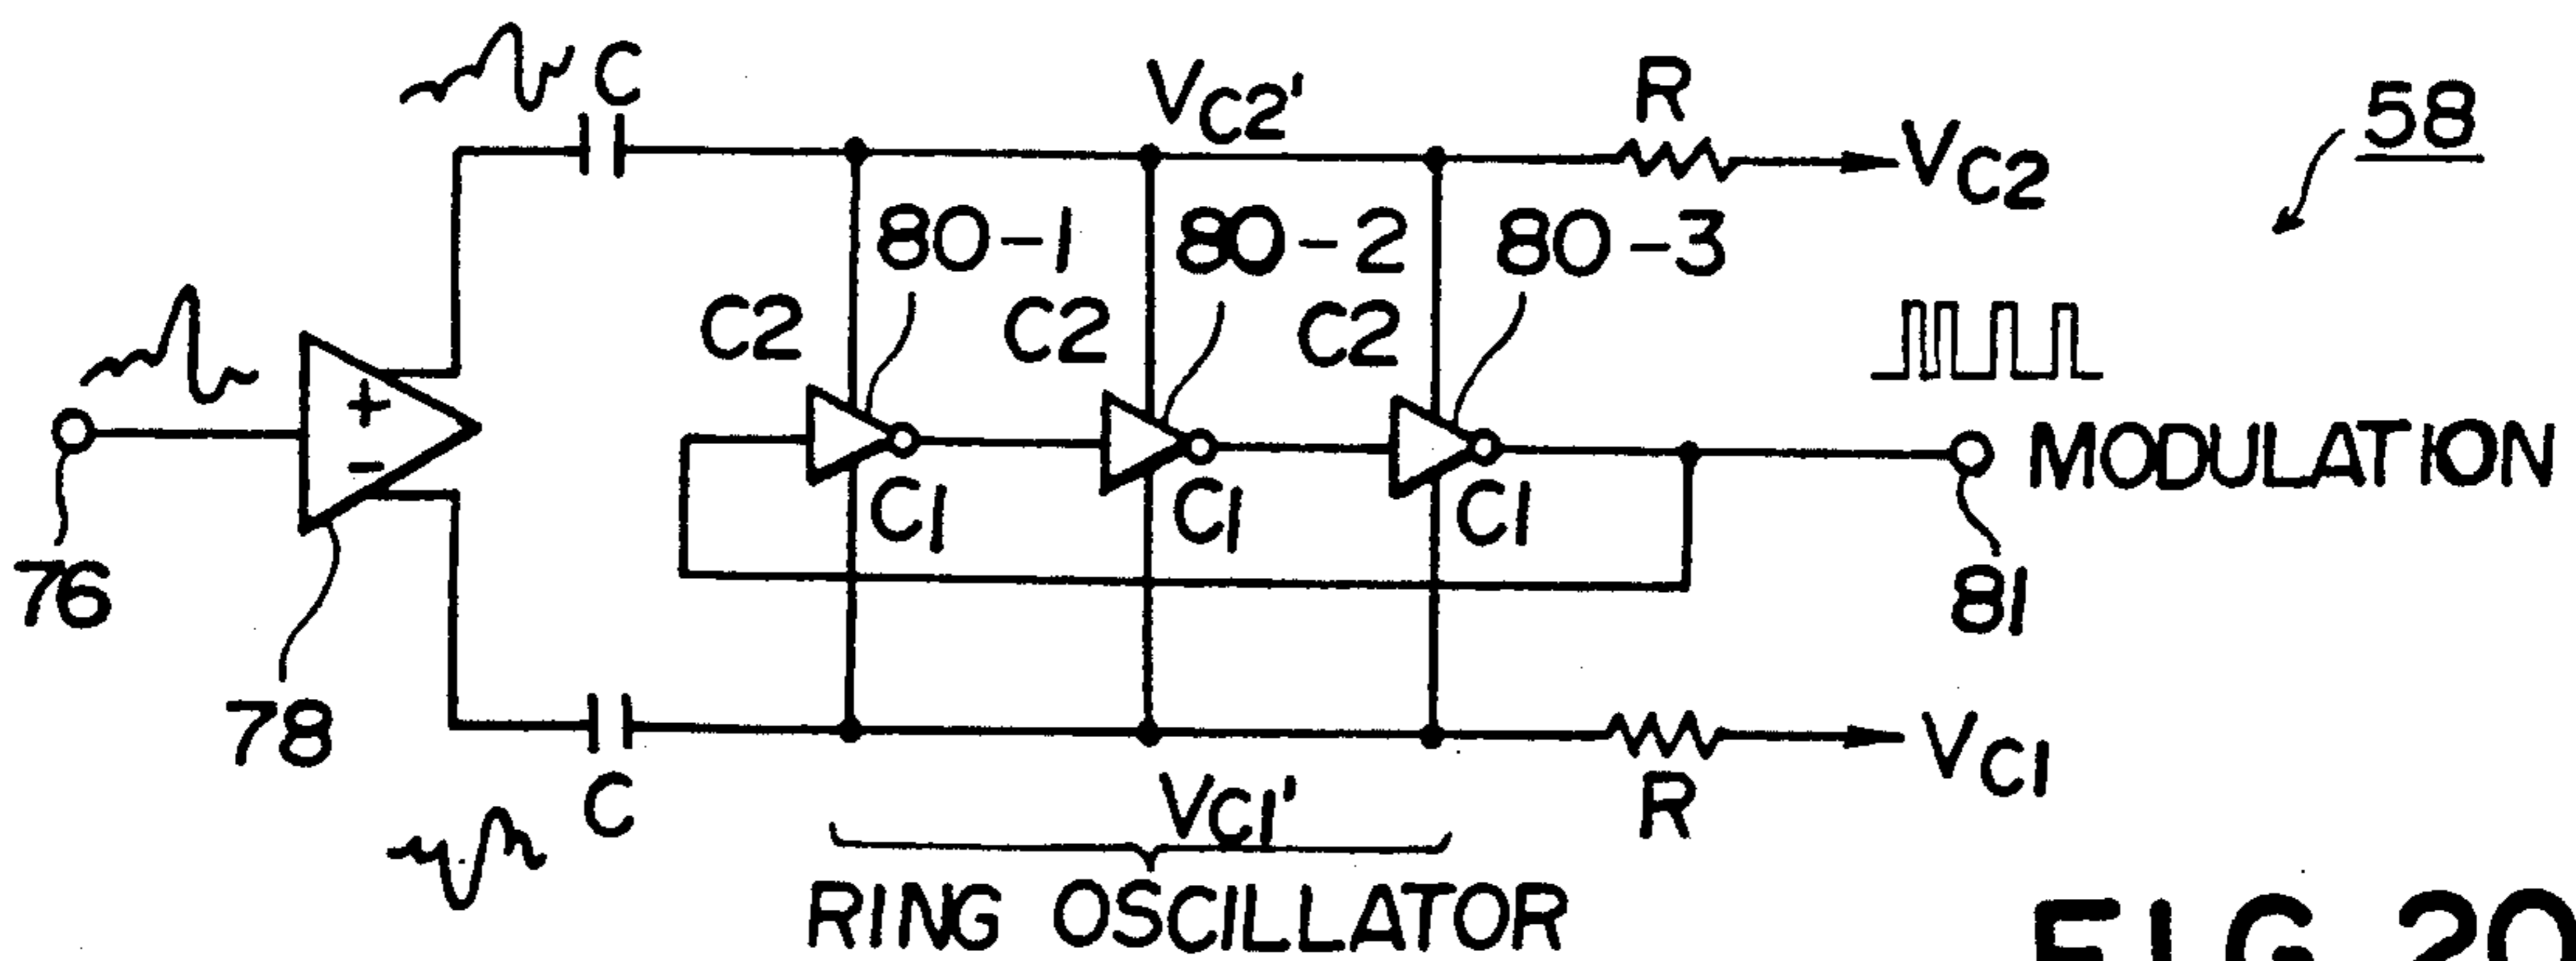 C
VC2'
R
VC2
58
80-1
80-2
80-3
C2
C2
C2
+
-
MODULATION
C1
C1
C1
76
81
78
C
VC1'
R
VC1
RING OSCILLATOR
FIG. 20